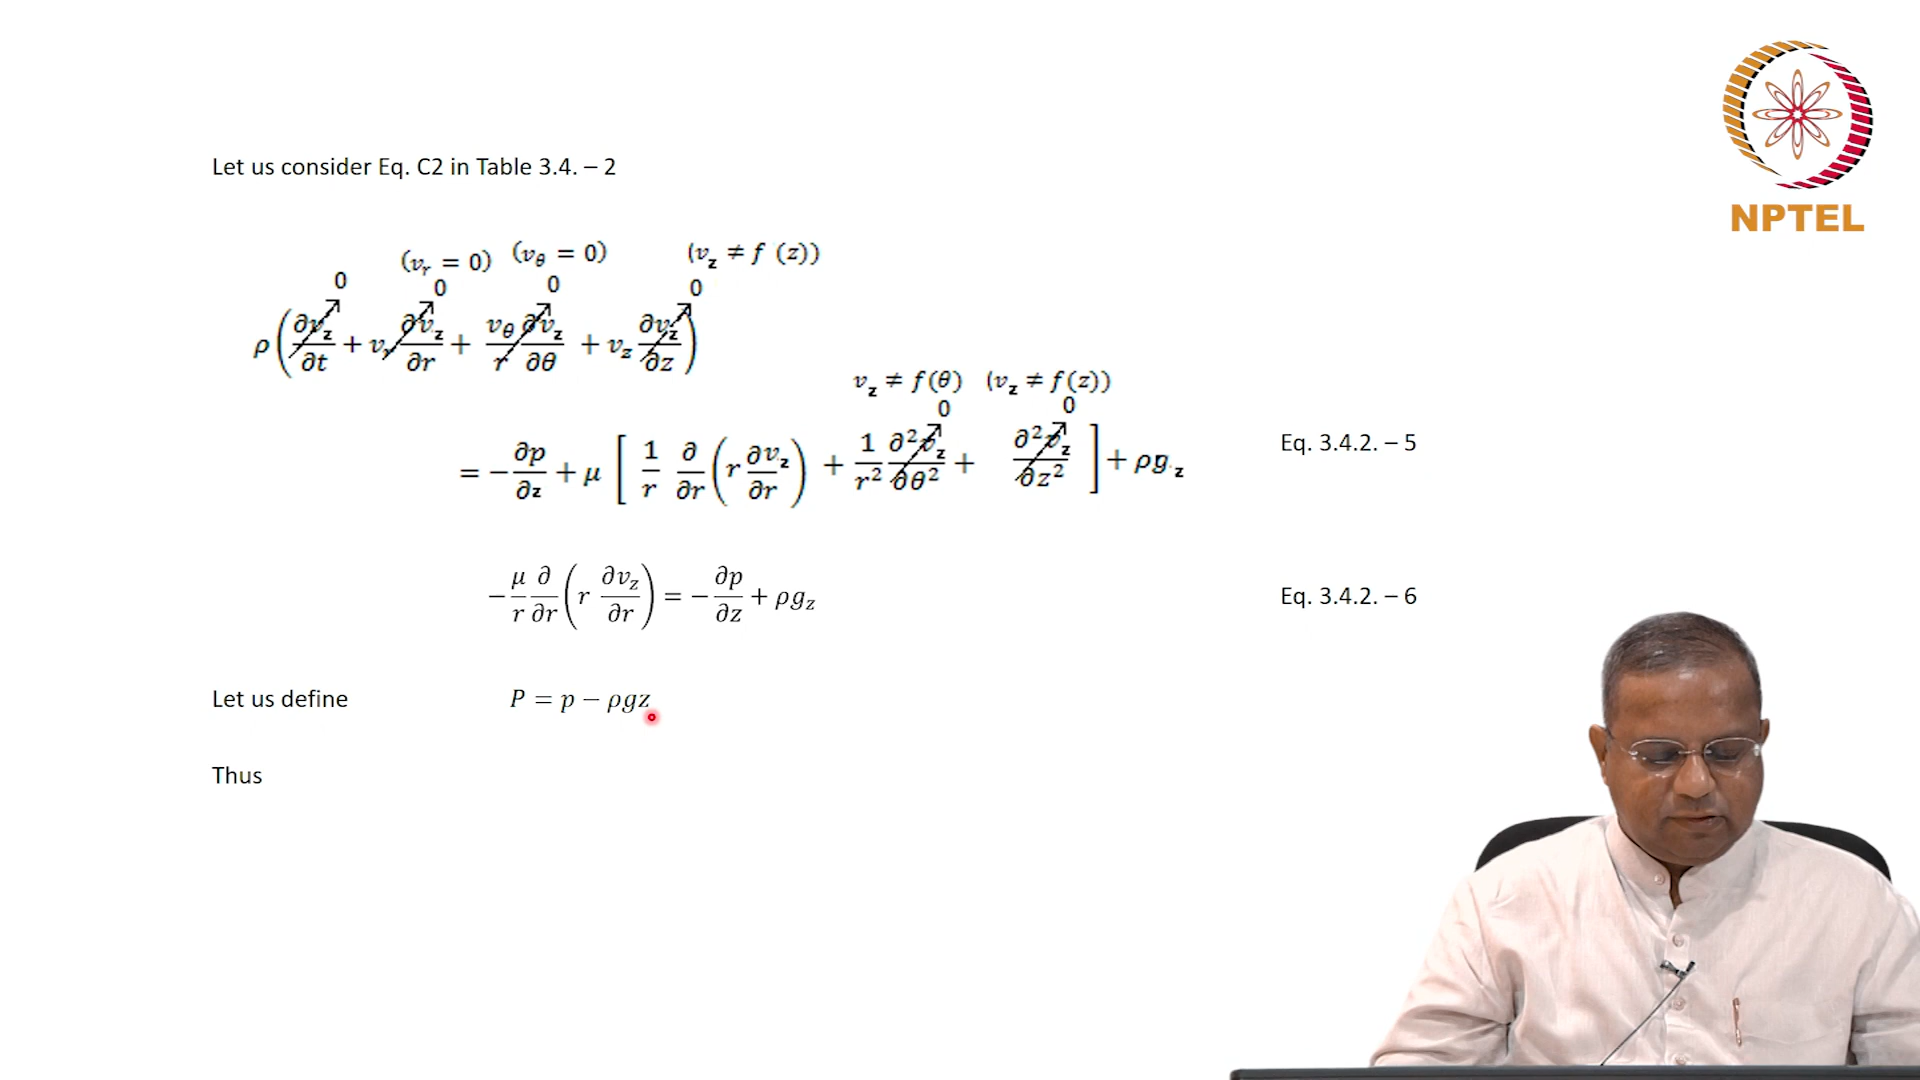 NPTEL
Let us consider Eq. C2 in Table 3.4. – 2
(v_r = 0) (v_θ = 0) (v_z ≠ f (z))
0 0 0 0
ρ(∂v_z/∂t + v_r ∂v_z/∂r + v_θ/r ∂v_z/∂θ + v_z ∂v_z/∂z)
v_z ≠ f(θ) (v_z ≠ f(z))
0 0
= −∂p/∂z + μ [ 1/r ∂/∂r (r ∂v_z/∂r) + 1/r² ∂²v_z/∂θ² + ∂²v_z/∂z² ] + ρg_z Eq. 3.4.2. – 5
−μ/r ∂/∂r (r ∂v_z/∂r) = −∂p/∂z + ρg_z Eq. 3.4.2. – 6
Let us define P = p − ρgz
Thus